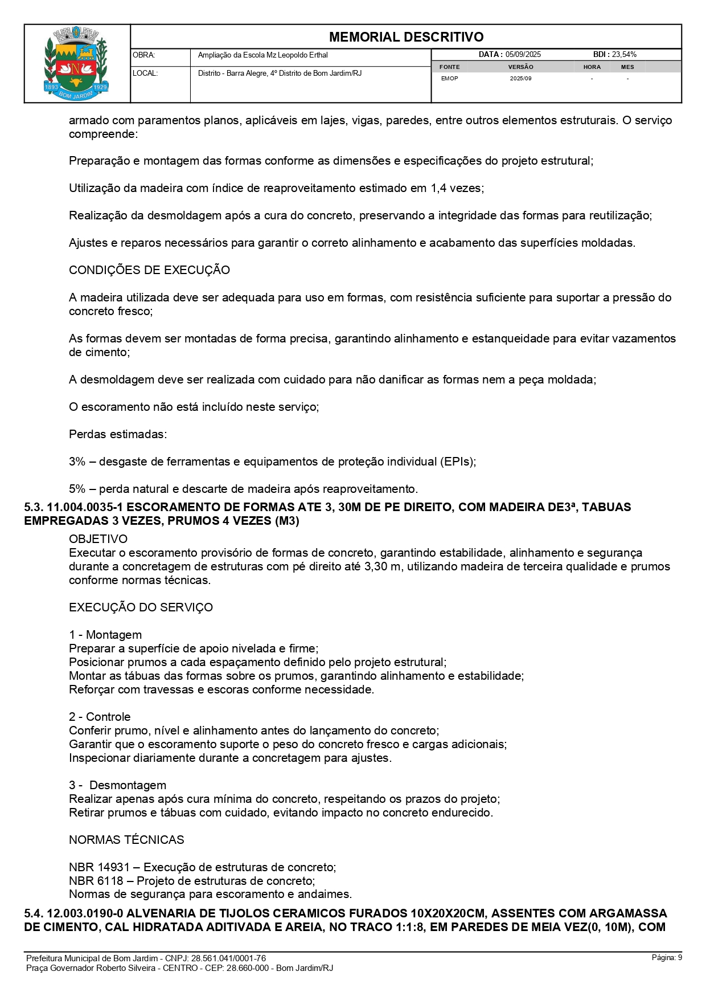 MEMORIAL DESCRITIVO
OBRA: Ampliação da Escola Mz Leopoldo Erthal
LOCAL: Distrito - Barra Alegre, 4º Distrito de Bom Jardim/RJ
DATA : 05/09/2025 BDI : 23,54%
FONTE VERSÃO HORA MES
EMOP 2025/09 - -
N
1893 1929
BOM JARDIM
armado com paramentos planos, aplicáveis em lajes, vigas, paredes, entre outros elementos estruturais. O serviço
compreende:
Preparação e montagem das formas conforme as dimensões e especificações do projeto estrutural;
Utilização da madeira com índice de reaproveitamento estimado em 1,4 vezes;
Realização da desmoldagem após a cura do concreto, preservando a integridade das formas para reutilização;
Ajustes e reparos necessários para garantir o correto alinhamento e acabamento das superfícies moldadas.
CONDIÇÕES DE EXECUÇÃO
A madeira utilizada deve ser adequada para uso em formas, com resistência suficiente para suportar a pressão do
concreto fresco;
As formas devem ser montadas de forma precisa, garantindo alinhamento e estanqueidade para evitar vazamentos
de cimento;
A desmoldagem deve ser realizada com cuidado para não danificar as formas nem a peça moldada;
O escoramento não está incluído neste serviço;
Perdas estimadas:
3% – desgaste de ferramentas e equipamentos de proteção individual (EPIs);
5% – perda natural e descarte de madeira após reaproveitamento.
5.3. 11.004.0035-1 ESCORAMENTO DE FORMAS ATE 3, 30M DE PE DIREITO, COM MADEIRA DE3ª, TABUAS
EMPREGADAS 3 VEZES, PRUMOS 4 VEZES (M3)
OBJETIVO
Executar o escoramento provisório de formas de concreto, garantindo estabilidade, alinhamento e segurança
durante a concretagem de estruturas com pé direito até 3,30 m, utilizando madeira de terceira qualidade e prumos
conforme normas técnicas.
EXECUÇÃO DO SERVIÇO
1 - Montagem
Preparar a superfície de apoio nivelada e firme;
Posicionar prumos a cada espaçamento definido pelo projeto estrutural;
Montar as tábuas das formas sobre os prumos, garantindo alinhamento e estabilidade;
Reforçar com travessas e escoras conforme necessidade.
2 - Controle
Conferir prumo, nível e alinhamento antes do lançamento do concreto;
Garantir que o escoramento suporte o peso do concreto fresco e cargas adicionais;
Inspecionar diariamente durante a concretagem para ajustes.
3 -  Desmontagem
Realizar apenas após cura mínima do concreto, respeitando os prazos do projeto;
Retirar prumos e tábuas com cuidado, evitando impacto no concreto endurecido.
NORMAS TÉCNICAS
NBR 14931 – Execução de estruturas de concreto;
NBR 6118 – Projeto de estruturas de concreto;
Normas de segurança para escoramento e andaimes.
5.4. 12.003.0190-0 ALVENARIA DE TIJOLOS CERAMICOS FURADOS 10X20X20CM, ASSENTES COM ARGAMASSA
DE CIMENTO, CAL HIDRATADA ADITIVADA E AREIA, NO TRACO 1:1:8, EM PAREDES DE MEIA VEZ(0, 10M), COM
Prefeitura Municipal de Bom Jardim - CNPJ: 28.561.041/0001-76 Página: 9
Praça Governador Roberto Silveira - CENTRO - CEP: 28.660-000 - Bom Jardim/RJ